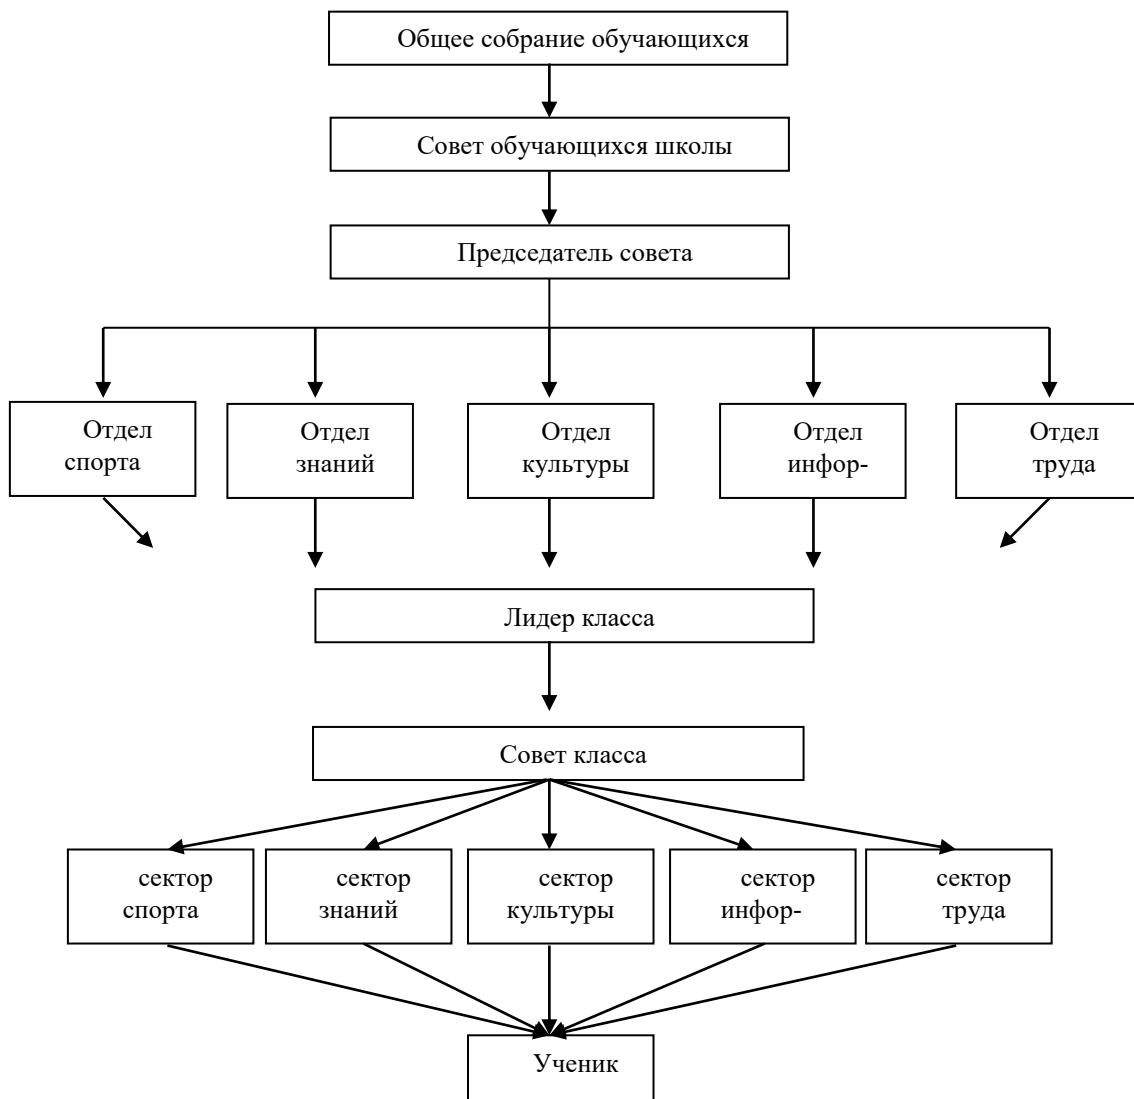 Общее собрание обучающихся
Совет обучающихся школы
Председатель совета
Отдел
спорта
Отдел
знаний
Отдел
культуры
Отдел
инфор-
Отдел
труда
Лидер класса
Совет класса
сектор
спорта
сектор
знаний
сектор
культуры
сектор
инфор-
сектор
труда
Ученик